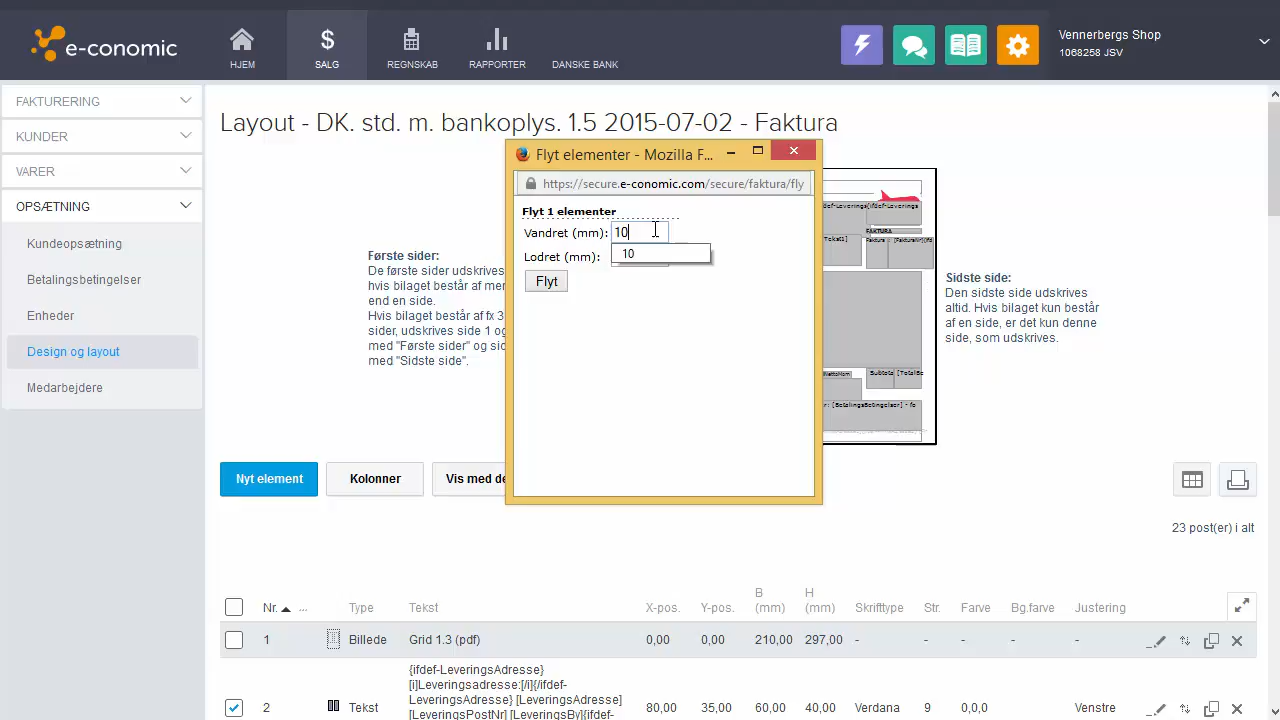 e-conomic
HJEM
$
SALG
REGNSKAB
RAPPORTER
DANSKE BANK
Vennerbergs Shop
1068258 JSV
FAKTURERING
KUNDER
VARER
OPSÆTNING
Kundeopsætning
Betalingsbetingelser
Enheder
Design og layout
Medarbejdere
Layout - DK. std. m. bankoplys. 1.5 2015-07-02 - Faktura
Første sider:
De første sider udskrives
hvis bilaget består af mer
end en side.
Hvis bilaget består af fx 3
sider, udskrives side 1 og
med "Første sider" og sid
med "Sidste side".
Flyt elementer - Mozilla F...
https://secure.e-conomic.com/secure/faktura/fly
Flyt 1 elementer
Vandret (mm): 10
10
Lodret (mm):
Flyt
FAKTURA
Sidste side:
Den sidste side udskrives
altid. Hvis bilaget kun består
af en side, er det kun denne
side, som udskrives.
Nyt element
Kolonner
Vis med de
23 post(er) i alt
Nr. ... Type Tekst X-pos. Y-pos. B (mm) H (mm) Skrifttype Str. Farve Bg.farve Justering
1 Billede Grid 1.3 (pdf) 0,00 0,00 210,00 297,00 - - - - -
{ifdef-LeveringsAdresse}
[i]Leveringsadresse:[/i]{/ifdef-
LeveringsAdresse} [LeveringsAdresse]
2 Tekst [LeveringsPostNr] [LeveringsBy]{ifdef- 80,00 35,00 60,00 40,00 Verdana 9 0,0,0 Venstre